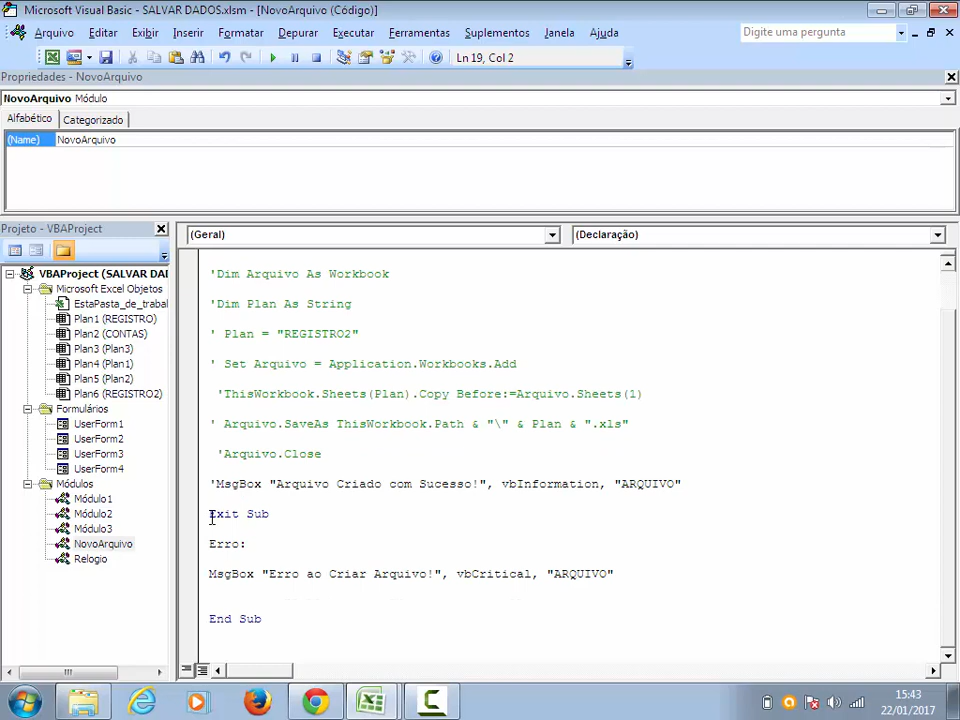 Microsoft Visual Basic - SALVAR DADOS.xlsm - [NovoArquivo (Código)]
Arquivo Editar Exibir Inserir Formatar Depurar Executar Ferramentas Suplementos Janela Ajuda Digite uma pergunta
Ln 19, Col 2
Propriedades - NovoArquivo
NovoArquivo Módulo
Alfabético Categorizado
(Name) NovoArquivo
Projeto - VBAProject
(Geral) (Declaração)
VBAProject (SALVAR DAI
Microsoft Excel Objetos
EstaPasta_de_trabal
Plan1 (REGISTRO)
Plan2 (CONTAS)
Plan3 (Plan3)
Plan4 (Plan1)
Plan5 (Plan2)
Plan6 (REGISTRO2)
Formulários
UserForm1
UserForm2
UserForm3
UserForm4
Módulos
Módulo1
Módulo2
Módulo3
NovoArquivo
Relogio
'Dim Arquivo As Workbook
'Dim Plan As String
' Plan = "REGISTRO2"
' Set Arquivo = Application.Workbooks.Add
'ThisWorkbook.Sheets(Plan).Copy Before:=Arquivo.Sheets(1)
' Arquivo.SaveAs ThisWorkbook.Path & "\" & Plan & ".xls"
'Arquivo.Close
'MsgBox "Arquivo Criado com Sucesso!", vbInformation, "ARQUIVO"
Exit Sub
Erro:
MsgBox "Erro ao Criar Arquivo!", vbCritical, "ARQUIVO"
End Sub
15:43
22/01/2017